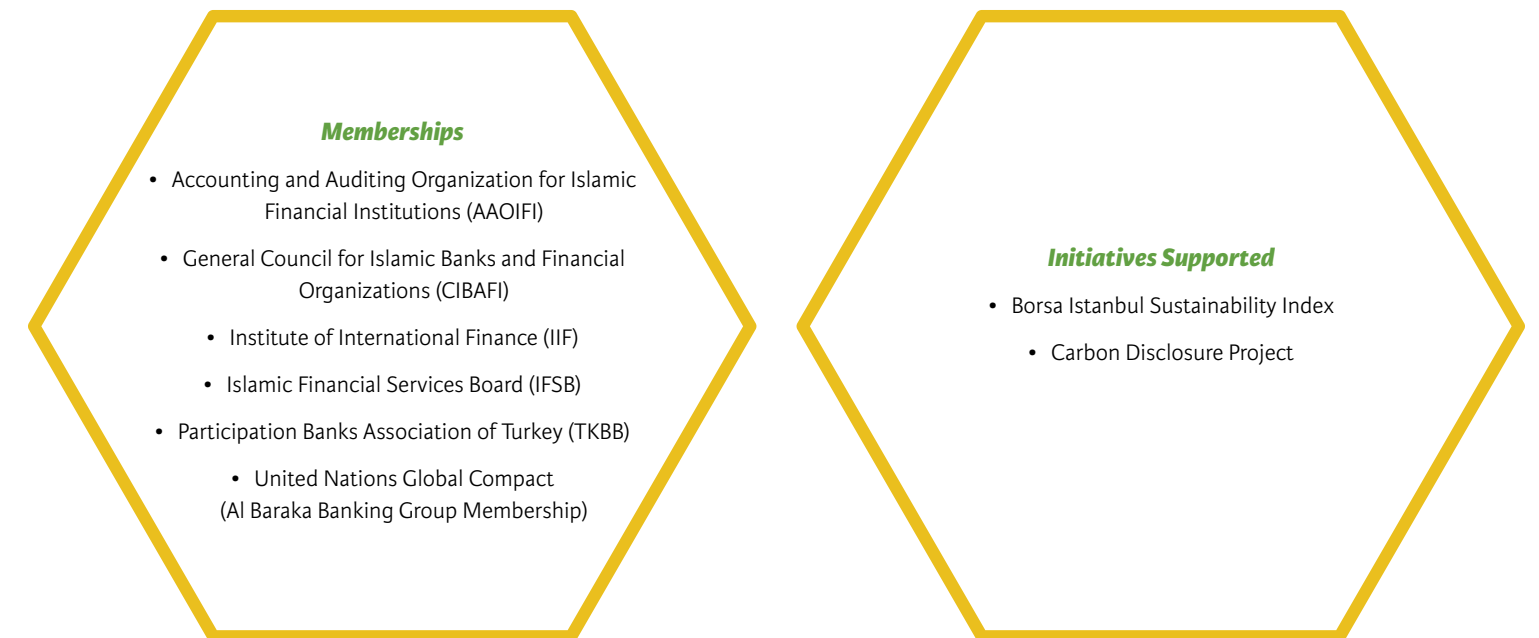 Memberships
• Accounting and Auditing Organization for Islamic
Financial Institutions (AAOIFI)
• General Council for Islamic Banks and Financial
Organizations (CIBAFI)
• Institute of International Finance (IIF)
• Islamic Financial Services Board (IFSB)
• Participation Banks Association of Turkey (TKBB)
• United Nations Global Compact
(Al Baraka Banking Group Membership)
Initiatives Supported
• Borsa Istanbul Sustainability Index
• Carbon Disclosure Project